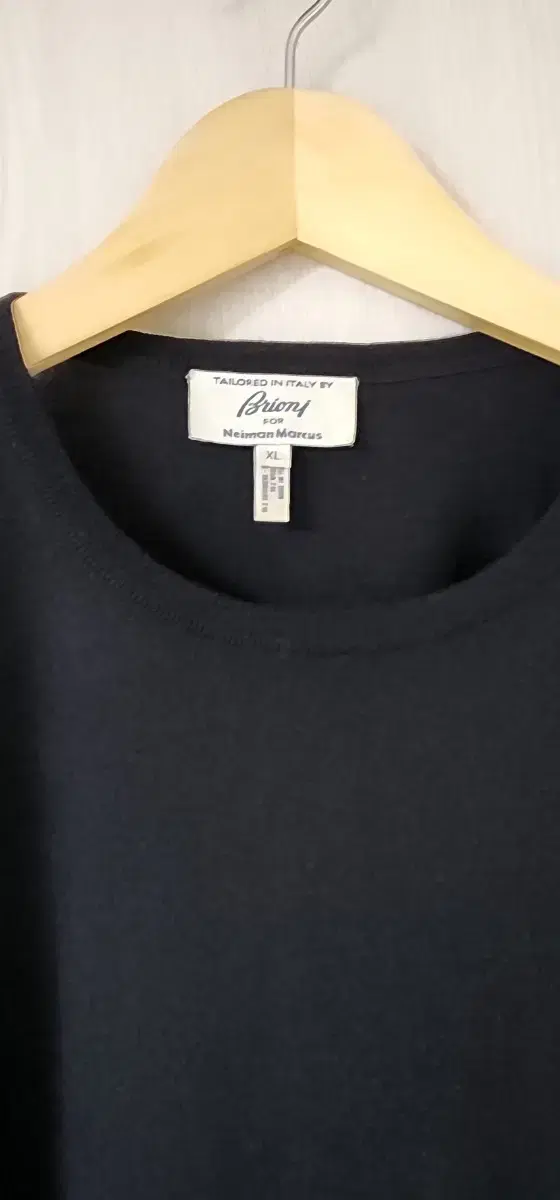 TAILORED IN ITALY BY
Brioni
FOR
Neiman Marcus
XL